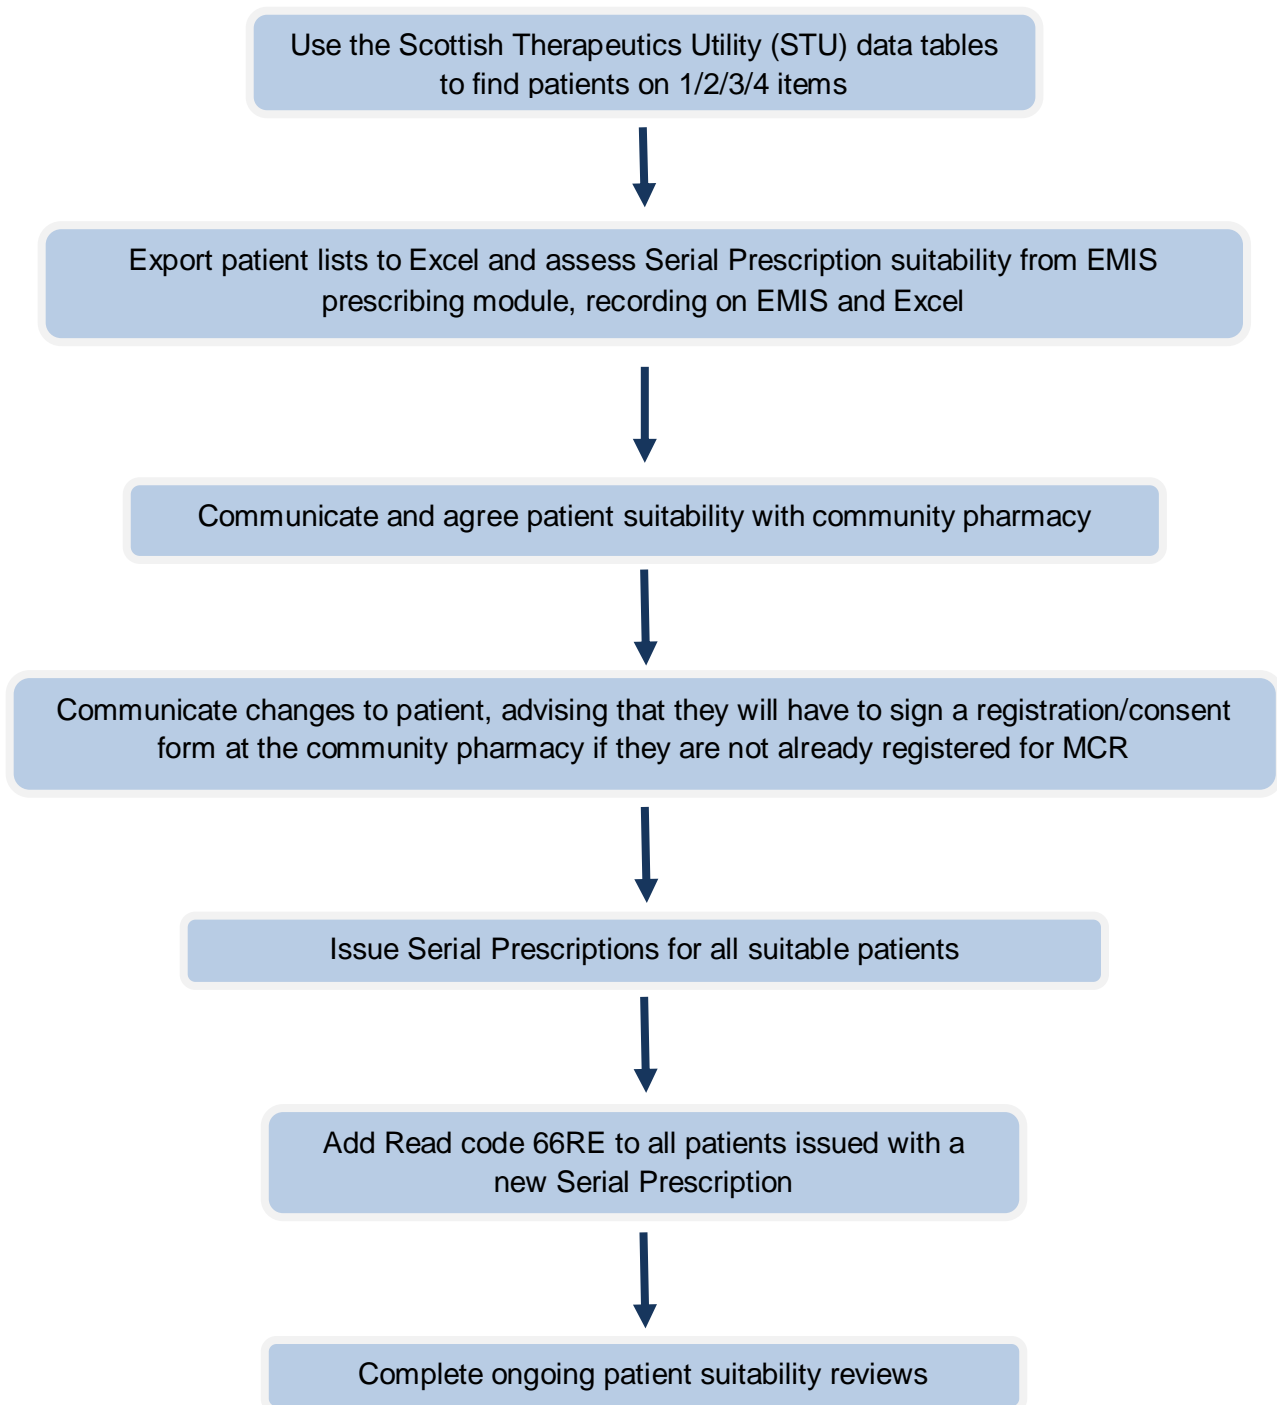 Use the Scottish Therapeutics Utility (STU) data tables
to find patients on 1/2/3/4 items
Export patient lists to Excel and assess Serial Prescription suitability from EMIS
prescribing module, recording on EMIS and Excel
Communicate and agree patient suitability with community pharmacy
Communicate changes to patient, advising that they will have to sign a registration/consent
form at the community pharmacy if they are not already registered for MCR
Issue Serial Prescriptions for all suitable patients
Add Read code 66RE to all patients issued with a
new Serial Prescription
Complete ongoing patient suitability reviews